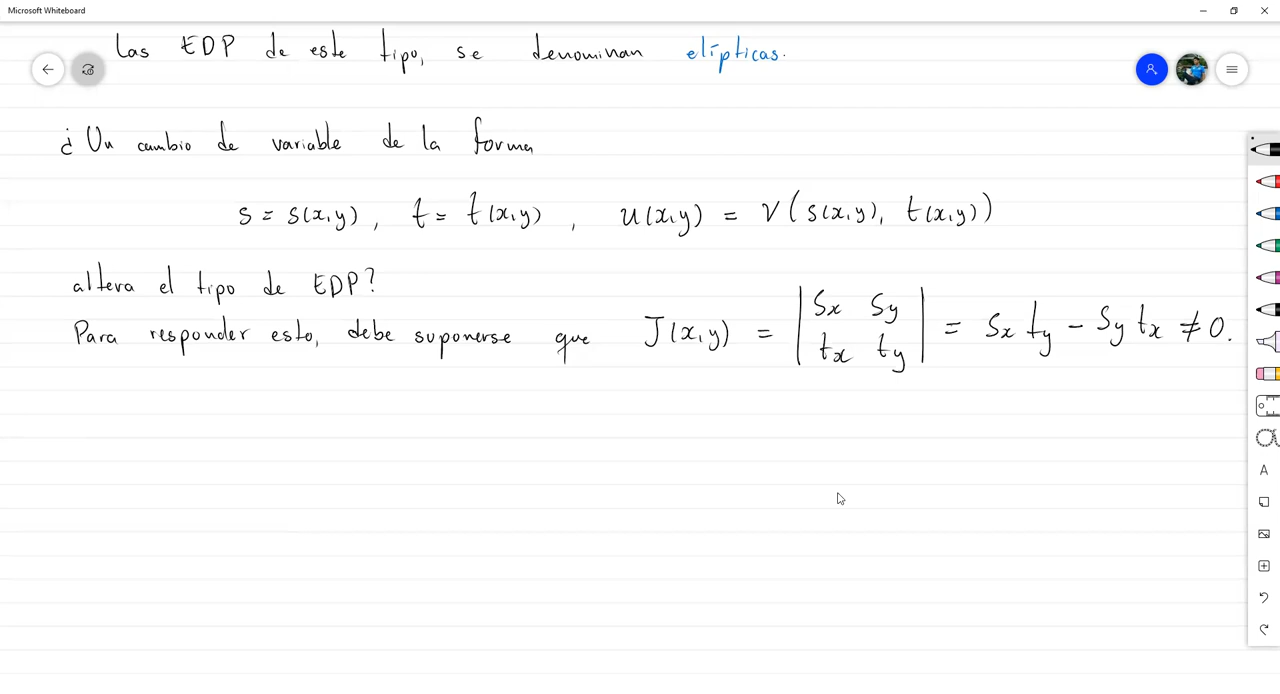 Microsoft Whiteboard
Las EDP de este tipo, se denominan elípticas.
¿ Un cambio de variable de la forma
s = s(x,y) , t = t(x,y) , u(x,y) = v(s(x,y), t(x,y))
altera el tipo de EDP?
Para responder esto, debe suponerse que J(x,y) = | Sx Sy ; tx ty | = Sx ty - Sy tx ≠ 0.
A